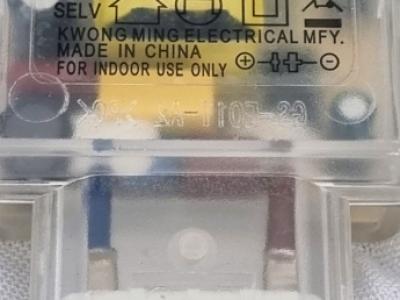 SELV
KWONG MING ELECTRICAL MFY.
MADE IN CHINA
FOR INDOOR USE ONLY